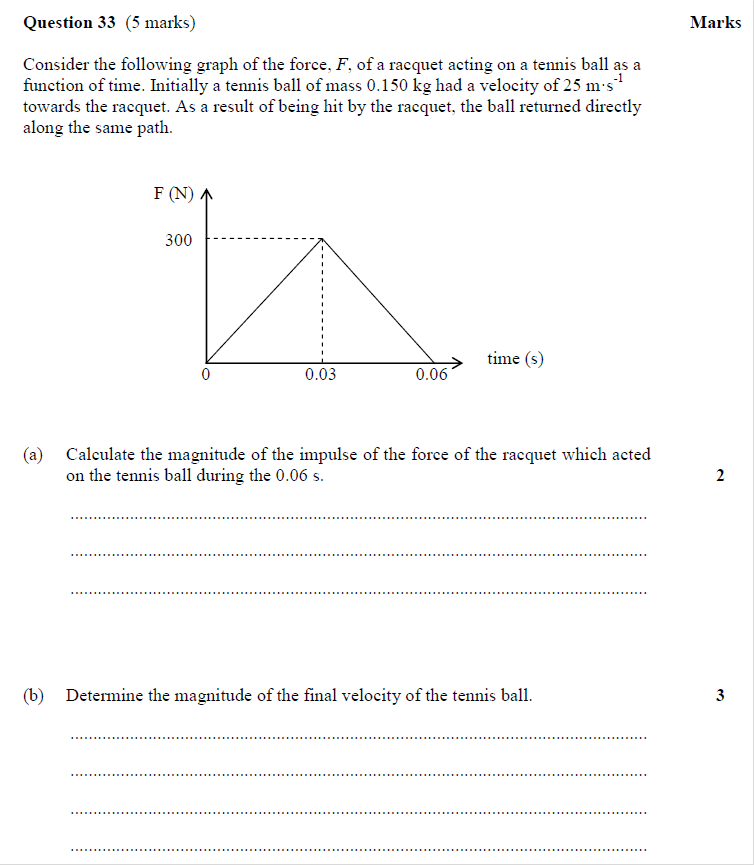 Question 33 (5 marks)
Marks
Consider the following graph of the force, F, of a racquet acting on a tennis ball as a
function of time. Initially a tennis ball of mass 0.150 kg had a velocity of 25 m·s⁻¹
towards the racquet. As a result of being hit by the racquet, the ball returned directly
along the same path.
F (N)
300
time (s)
0
0.03
0.06
(a) Calculate the magnitude of the impulse of the force of the racquet which acted
on the tennis ball during the 0.06 s.
2
(b) Determine the magnitude of the final velocity of the tennis ball.
3